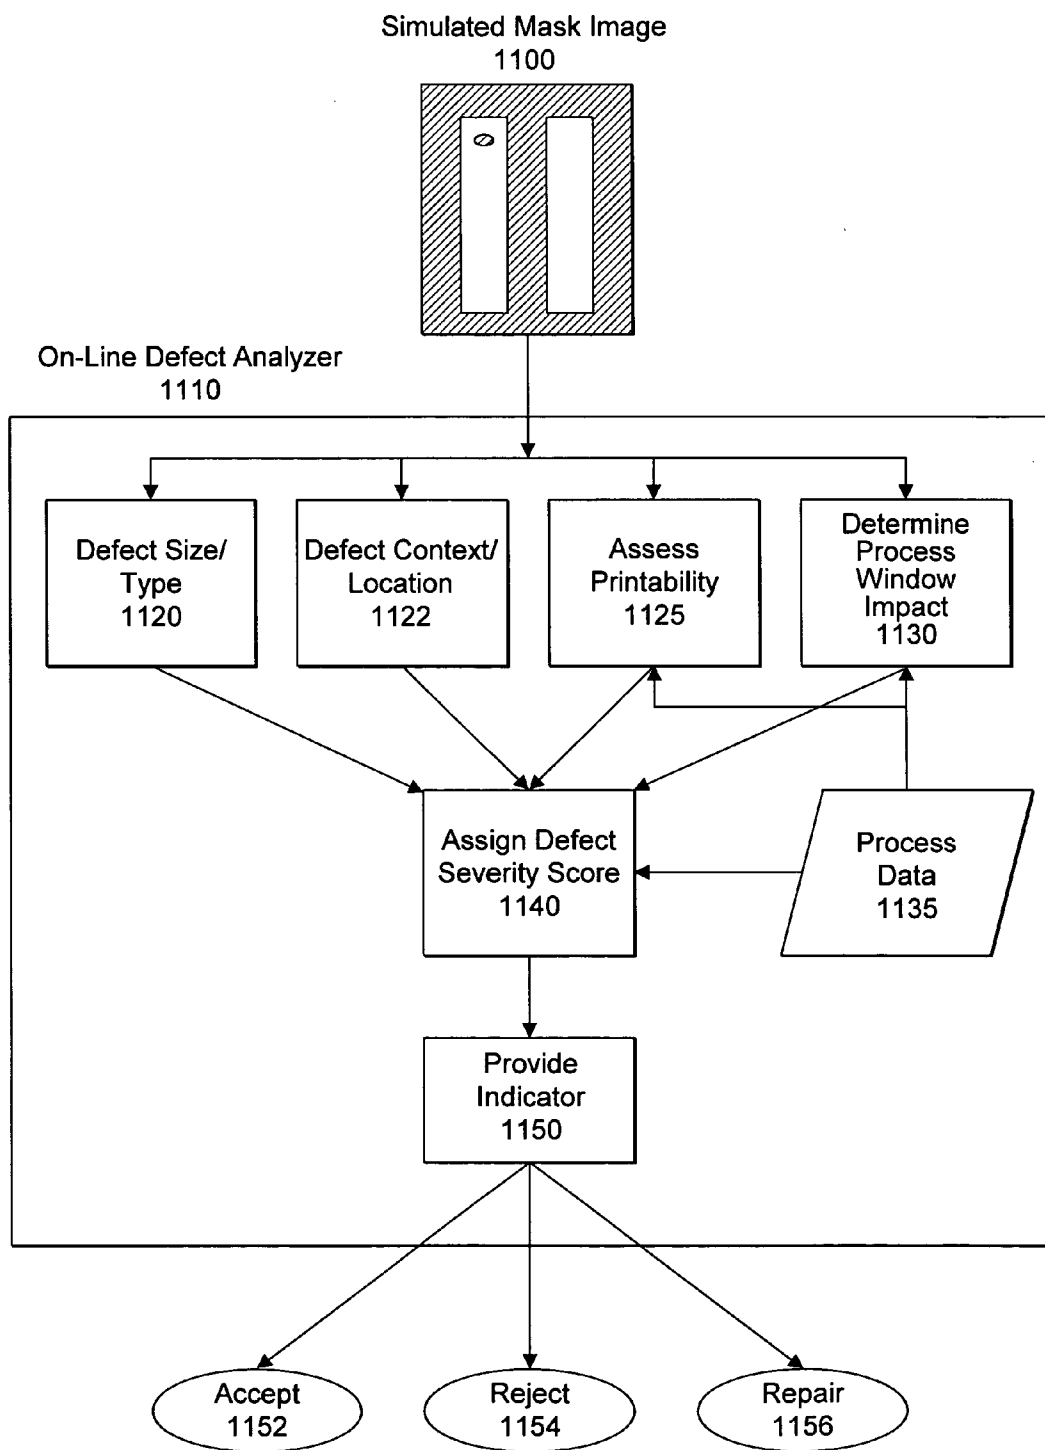 Simulated Mask Image
1100
On-Line Defect Analyzer
1110
Defect Size/
Type
1120
Defect Context/
Location
1122
Assess
Printability
1125
Determine
Process
Window
Impact
1130
Assign Defect
Severity Score
1140
Process
Data
1135
Provide
Indicator
1150
Accept
1152
Reject
1154
Repair
1156